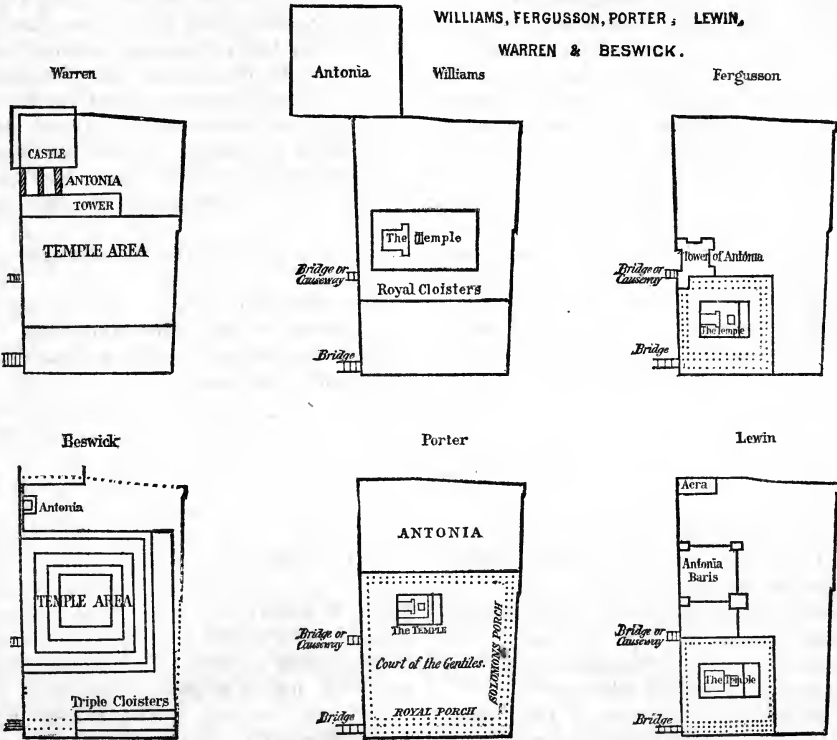 WILLIAMS, FERGUSSON, PORTER, LEWIN,
WARREN & BESWICK.
Warren
CASTLE
ANTONIA
TOWER
TEMPLE AREA
Williams
Antonia
The Temple
Bridge or
Causeway
Royal Cloisters
Bridge
Fergusson
Tower of Antonia
Bridge or
Causeway
The Temple
Bridge
Beswick
Antonia
TEMPLE AREA
Triple Cloisters
Porter
ANTONIA
The TEMPLE
Bridge or
Causeway
Court of the Gentiles.
SOLOMON'S PORCH
ROYAL PORCH
Bridge
Lewin
Acra
Antonia
Baris
Bridge or
Causeway
The Temple
Bridge